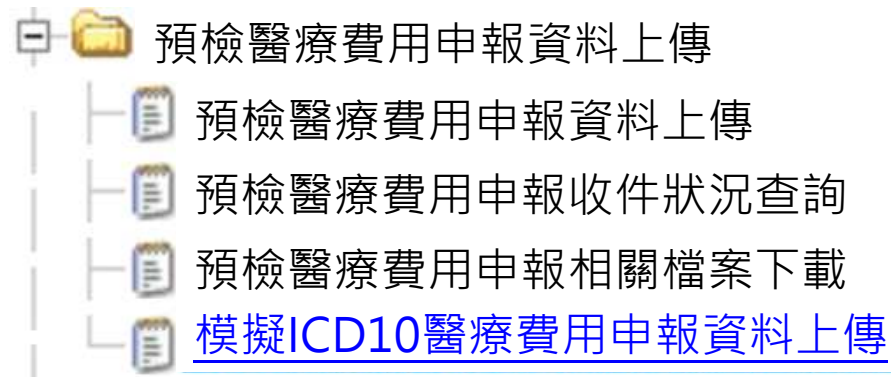 預檢醫療費用申報資料上傳
預檢醫療費用申報資料上傳
預檢醫療費用申報收件狀況查詢
預檢醫療費用申報相關檔案下載
模擬ICD10醫療費用申報資料上傳